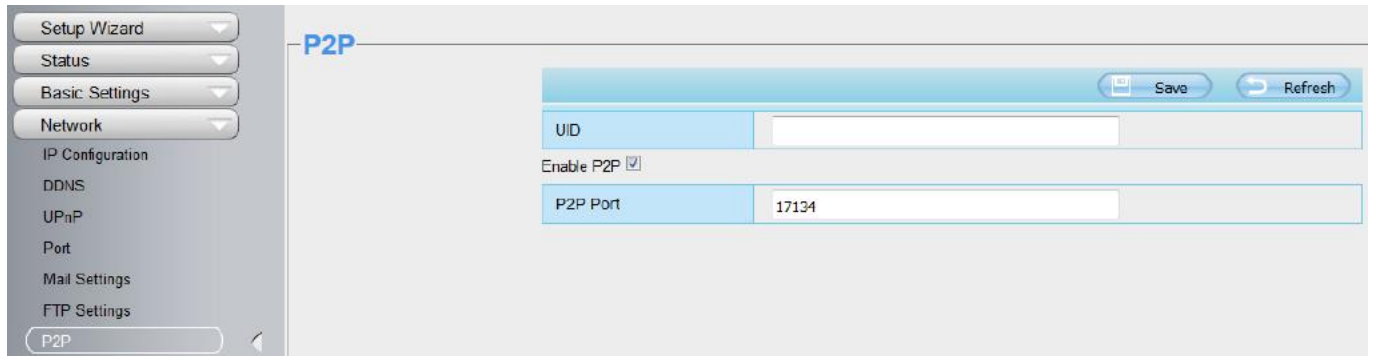 Setup Wizard
Status
Basic Settings
Network
IP Configuration
DDNS
UPnP
Port
Mail Settings
FTP Settings
P2P
P2P
Save Refresh
UID
Enable P2P
P2P Port 17134